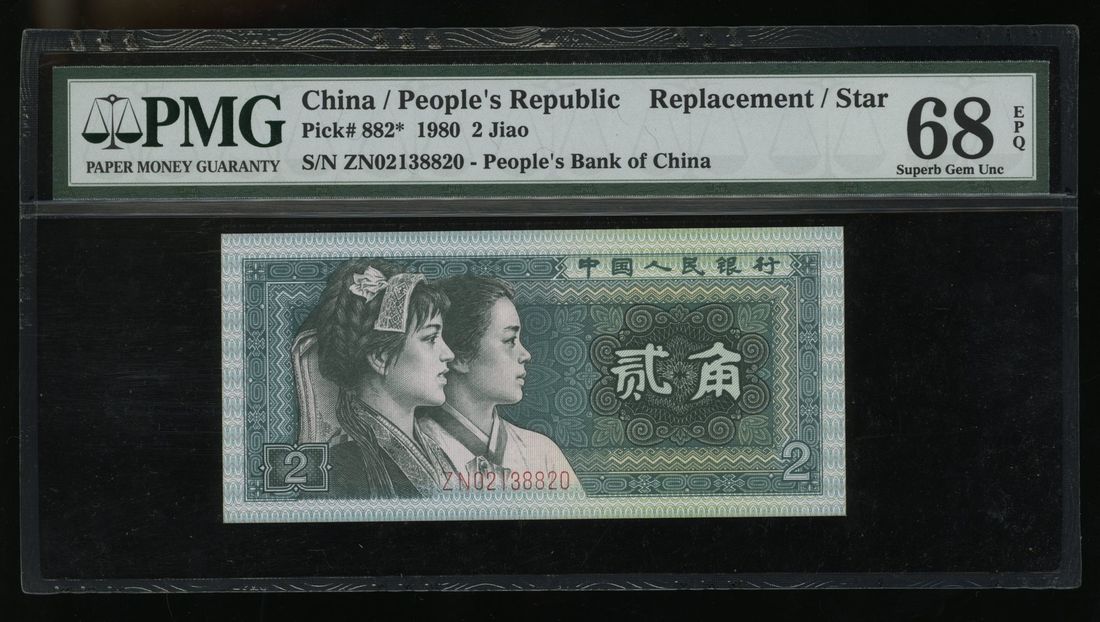 PMG
PAPER MONEY GUARANTY
China / People's Republic Replacement / Star
Pick# 882* 1980 2 Jiao
S/N ZN02138820 - People's Bank of China
68
EPQ
Superb Gem Unc
中国人民银行
贰角
2
ZN02138820
2